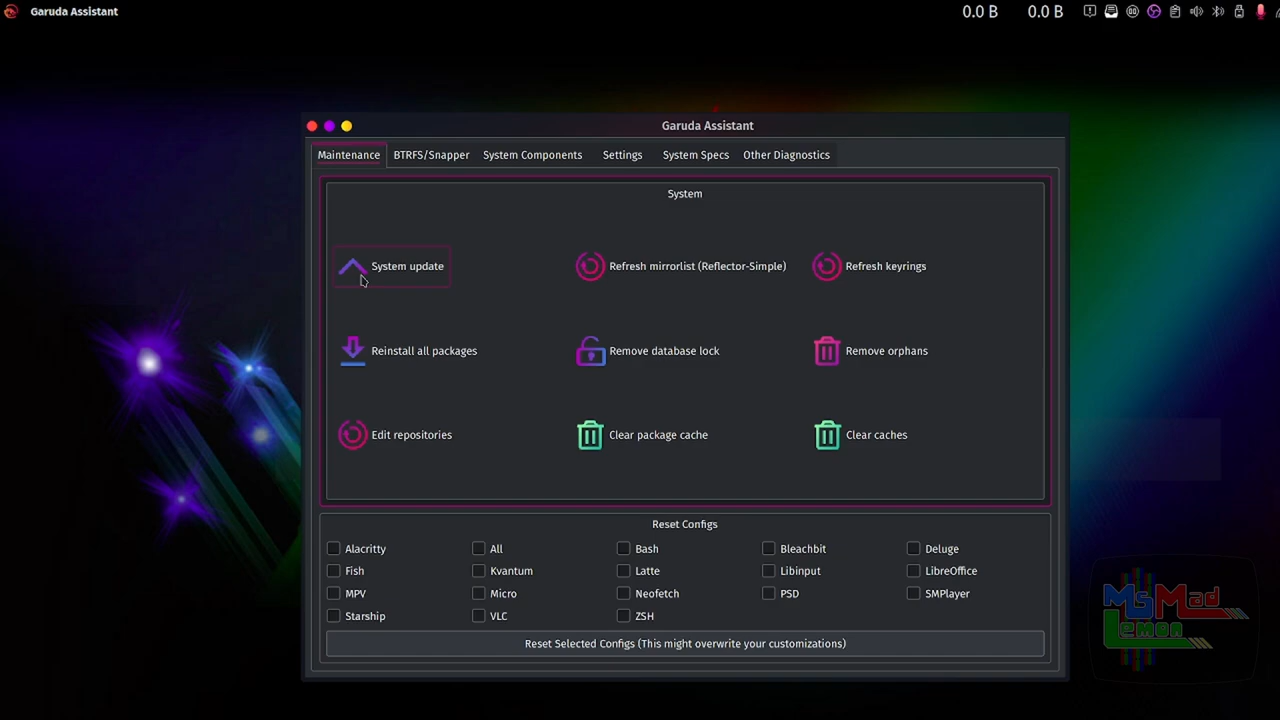 Garuda Assistant 0.0 B 0.0 B
Garuda Assistant
Maintenance BTRFS/Snapper System Components Settings System Specs Other Diagnostics
System
System update Refresh mirrorlist (Reflector-Simple) Refresh keyrings
Reinstall all packages Remove database lock Remove orphans
Edit repositories Clear package cache Clear caches
Reset Configs
Alacritty All Bash Bleachbit Deluge
Fish Kvantum Latte Libinput LibreOffice
MPV Micro Neofetch PSD SMPlayer
Starship VLC ZSH
Reset Selected Configs (This might overwrite your customizations)
MsMad
Lemon